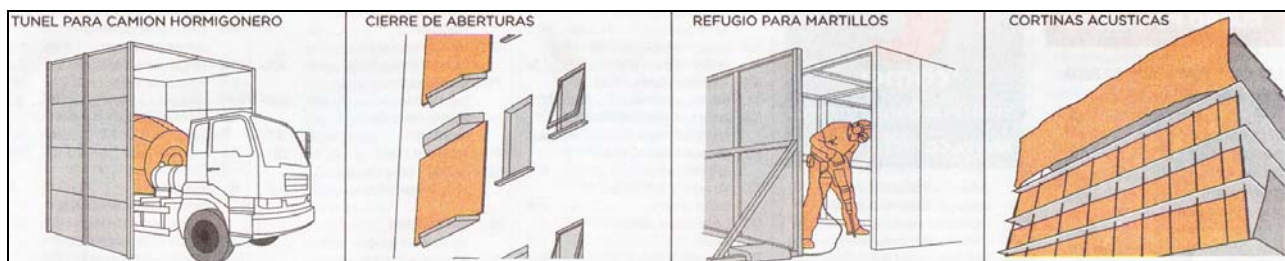 TUNEL PARA CAMION HORMIGONERO
CIERRE DE ABERTURAS
REFUGIO PARA MARTILLOS
CORTINAS ACUSTICAS